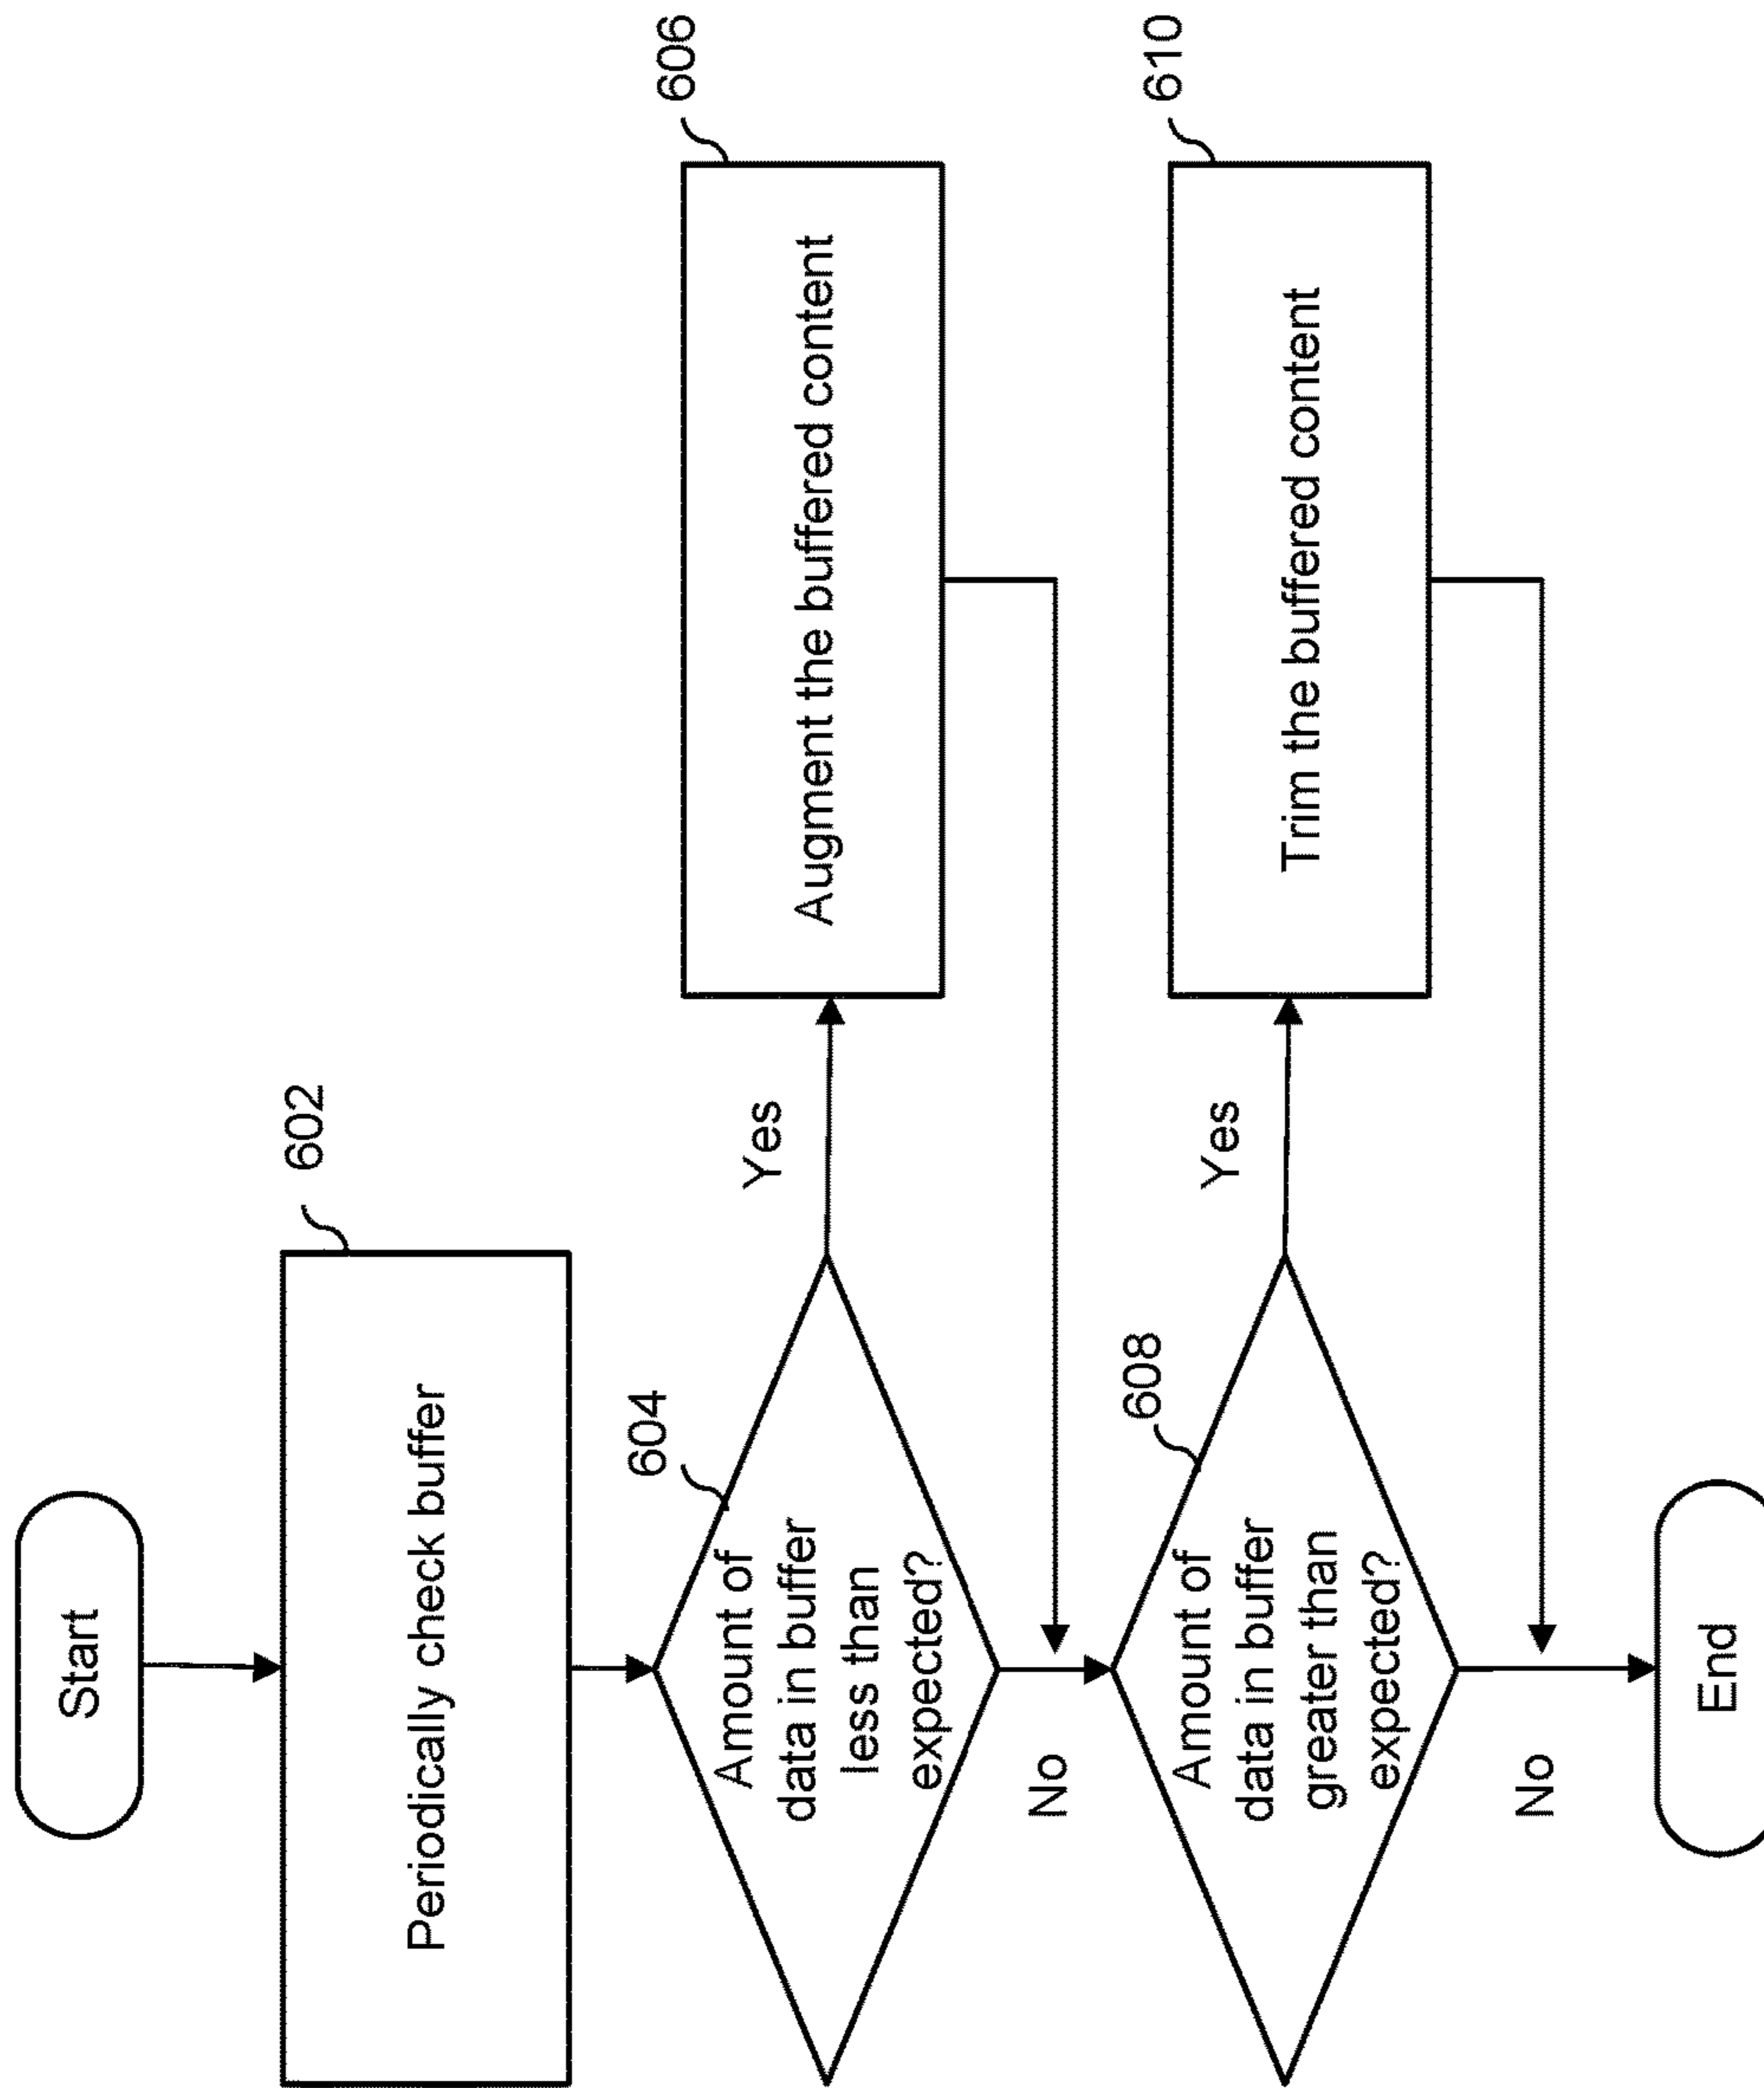 Start
602
Periodically check buffer
604
Amount of
data in buffer
less than
expected?
Yes
606
Augment the buffered content
No
608
Amount of
data in buffer
greater than
expected?
Yes
610
Trim the buffered content
No
End